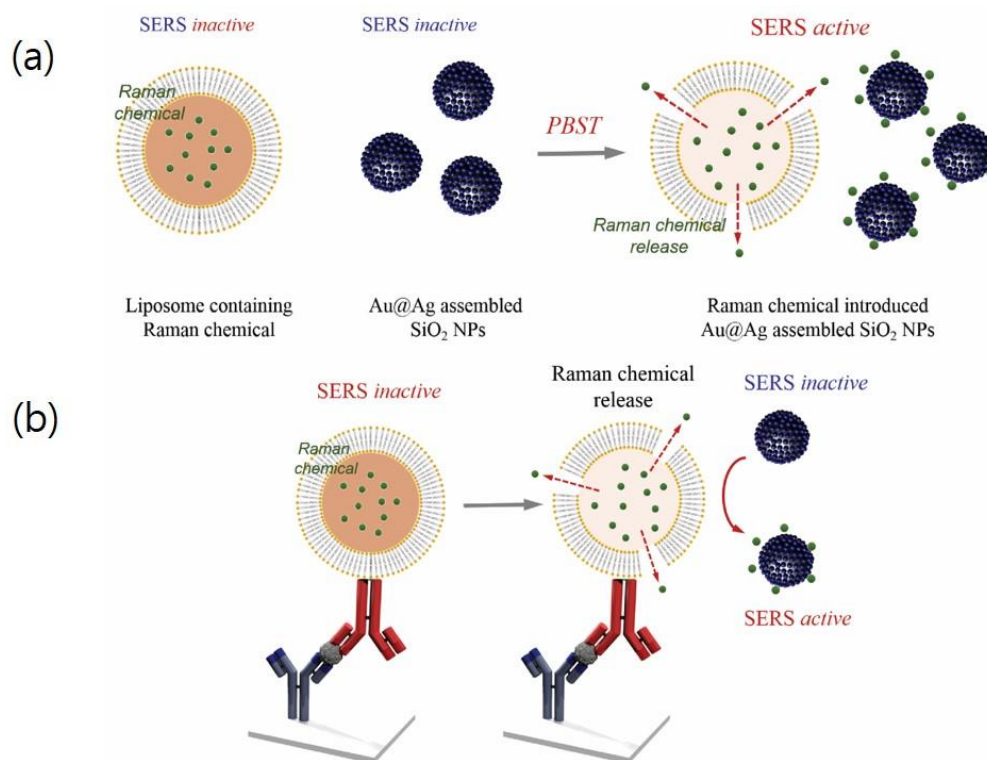 (a)
SERS inactive
SERS inactive
SERS active
Raman
chemical
PBST
Raman chemical
release
Liposome containing
Raman chemical
Au@Ag assembled
SiO₂ NPs
Raman chemical introduced
Au@Ag assembled SiO₂ NPs
(b)
SERS inactive
Raman chemical
release
SERS inactive
Raman
chemical
SERS active